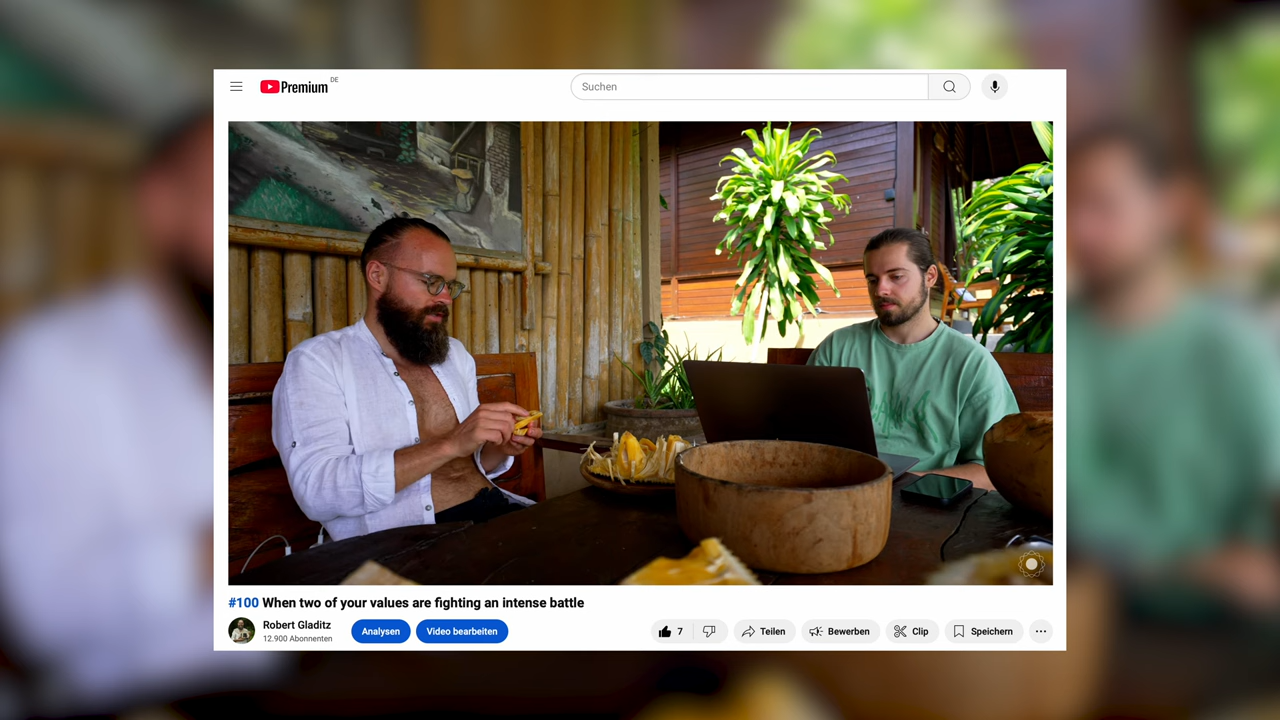 Premium DE
Suchen
#100 When two of your values are fighting an intense battle
Robert Gladitz
12.900 Abonnenten
Analysen
Video bearbeiten
7
Teilen
Bewerben
Clip
Speichern